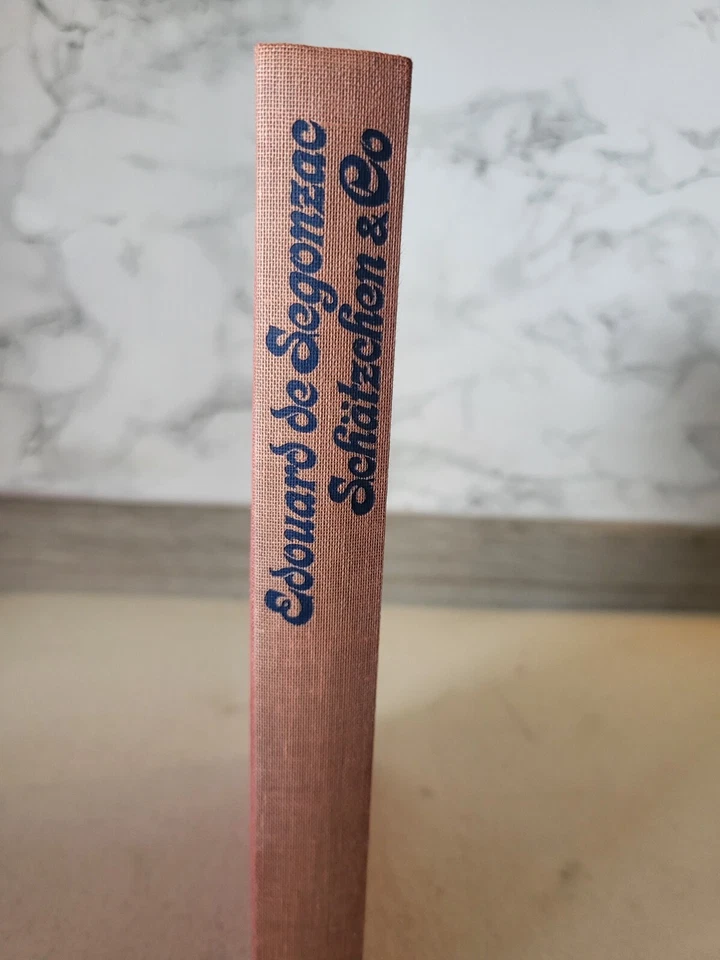 Edouard de Segonzac
Schätzchen & Co